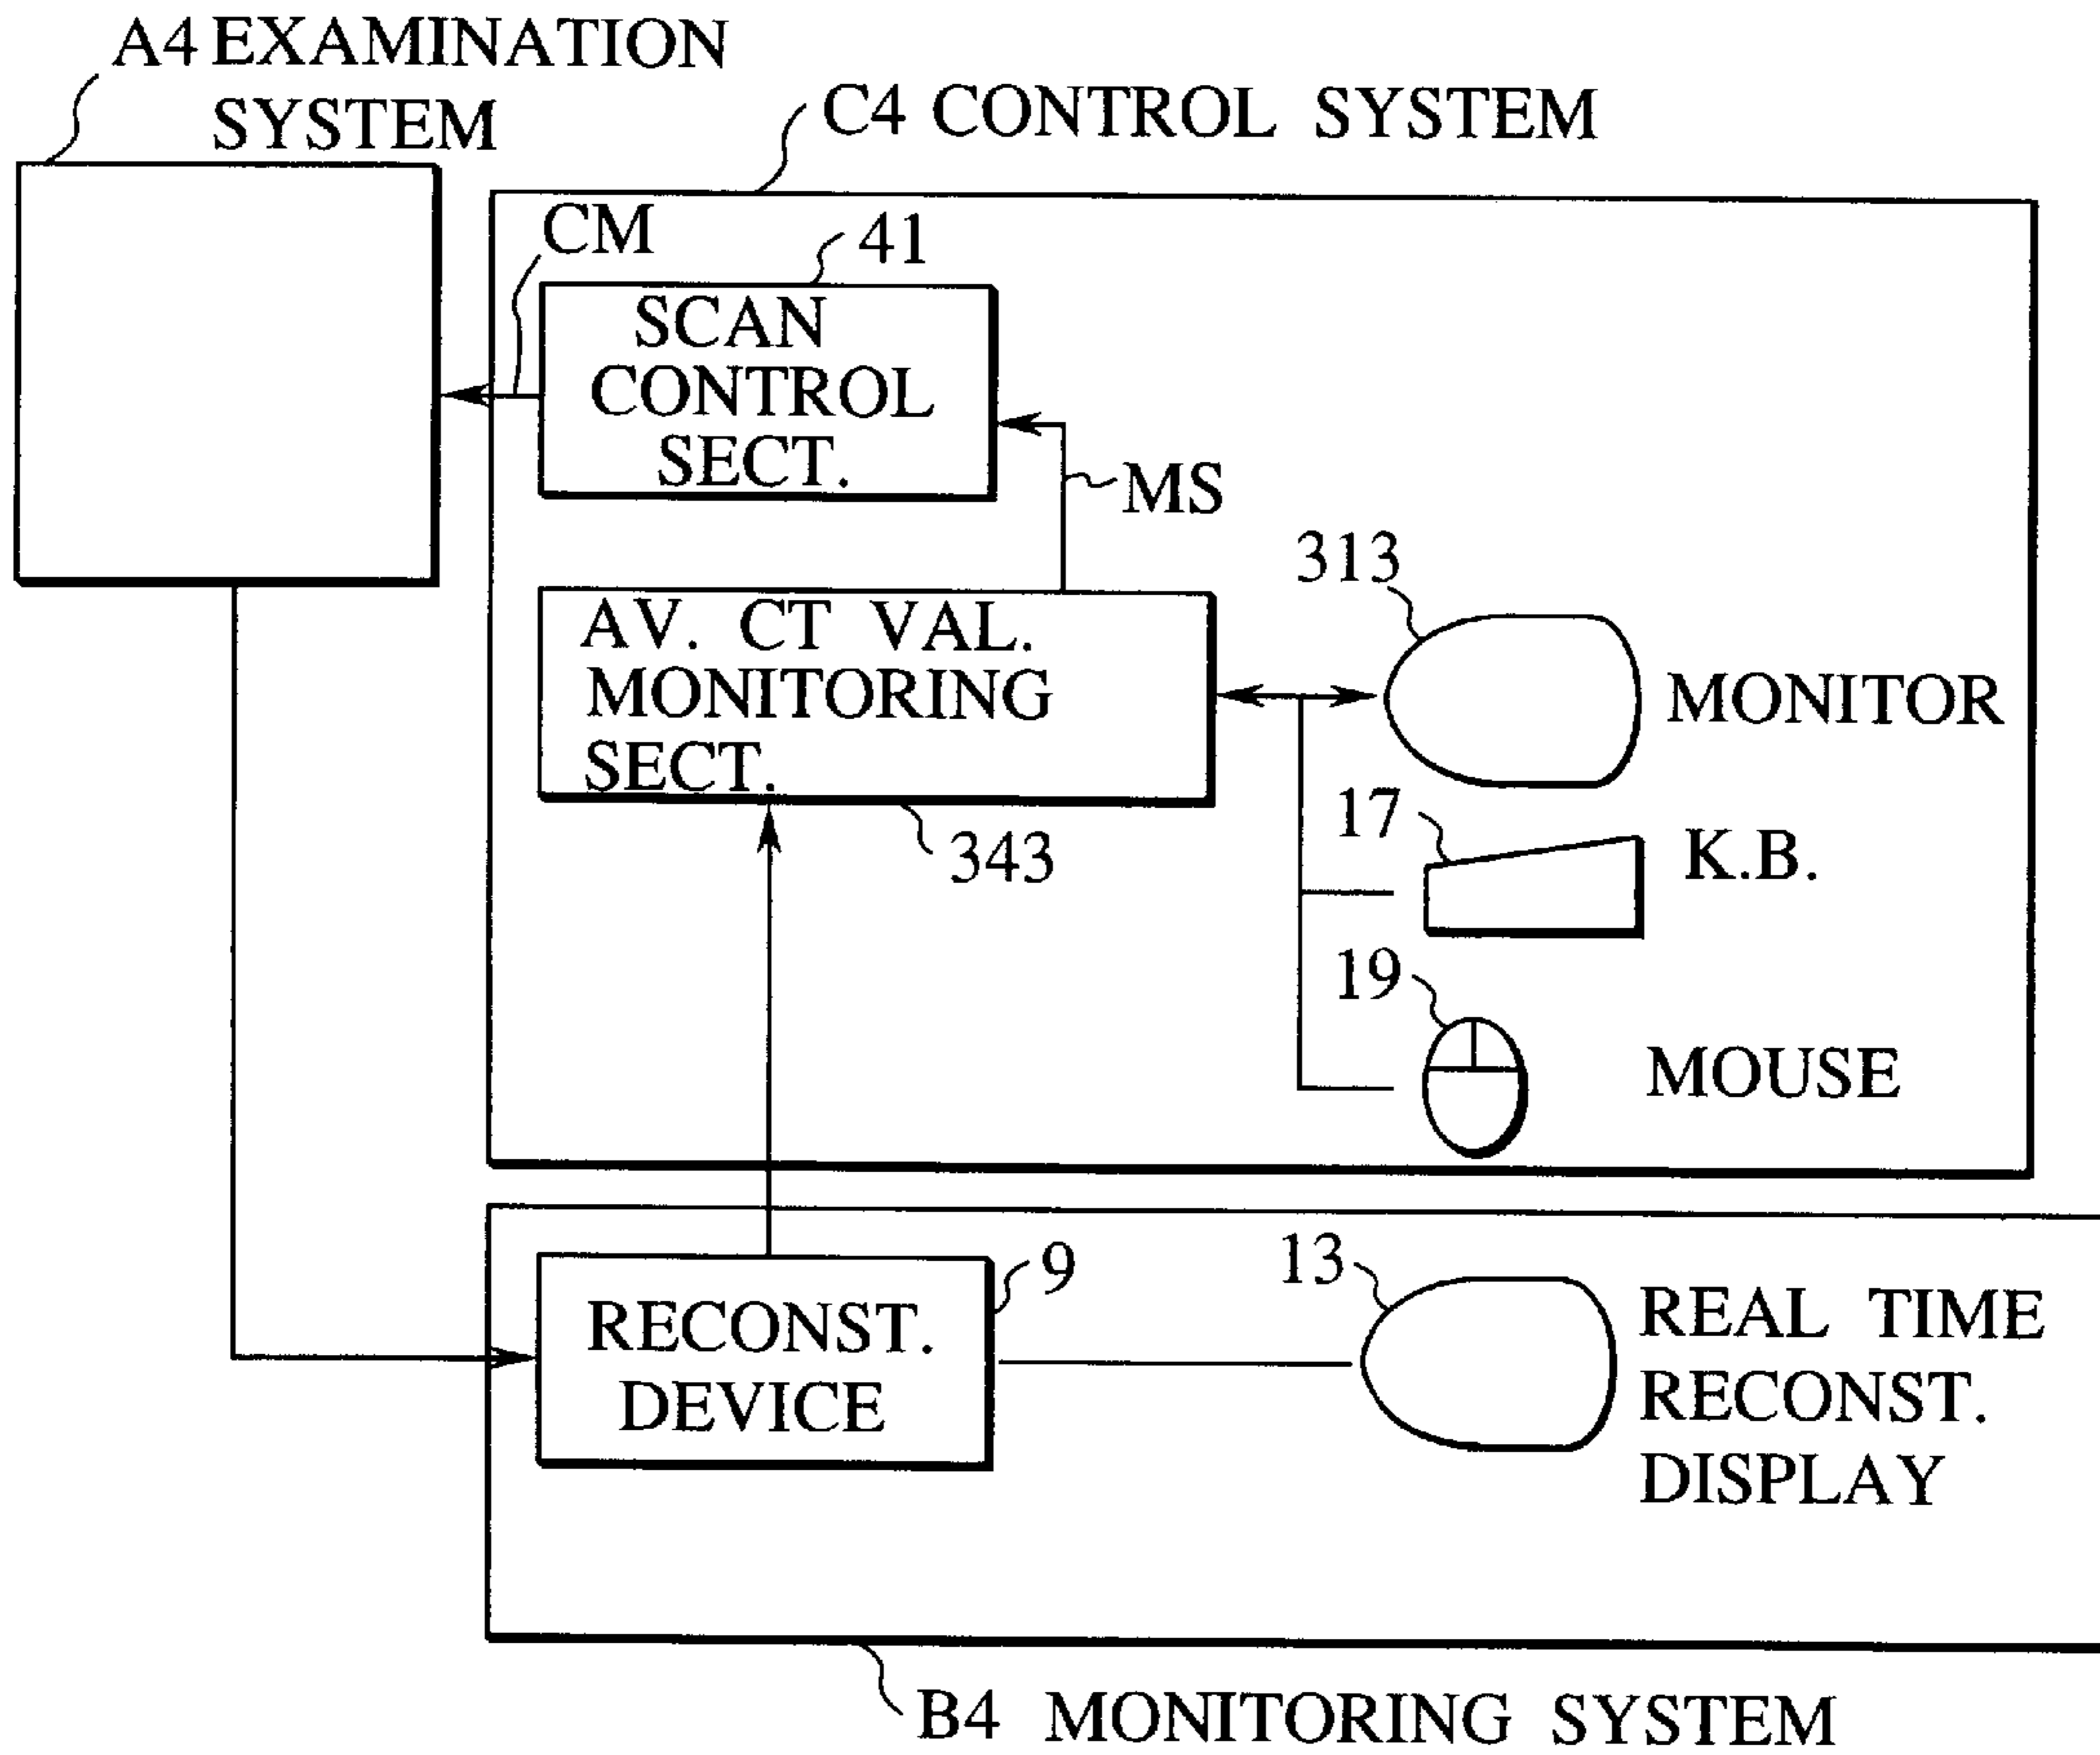 A4 EXAMINATION
SYSTEM
C4 CONTROL SYSTEM
CM
41
SCAN
CONTROL
SECT.
MS
313
AV. CT VAL.
MONITORING
SECT.
MONITOR
343
17
K.B.
19
MOUSE
9
RECONST.
DEVICE
13
REAL TIME
RECONST.
DISPLAY
B4 MONITORING SYSTEM